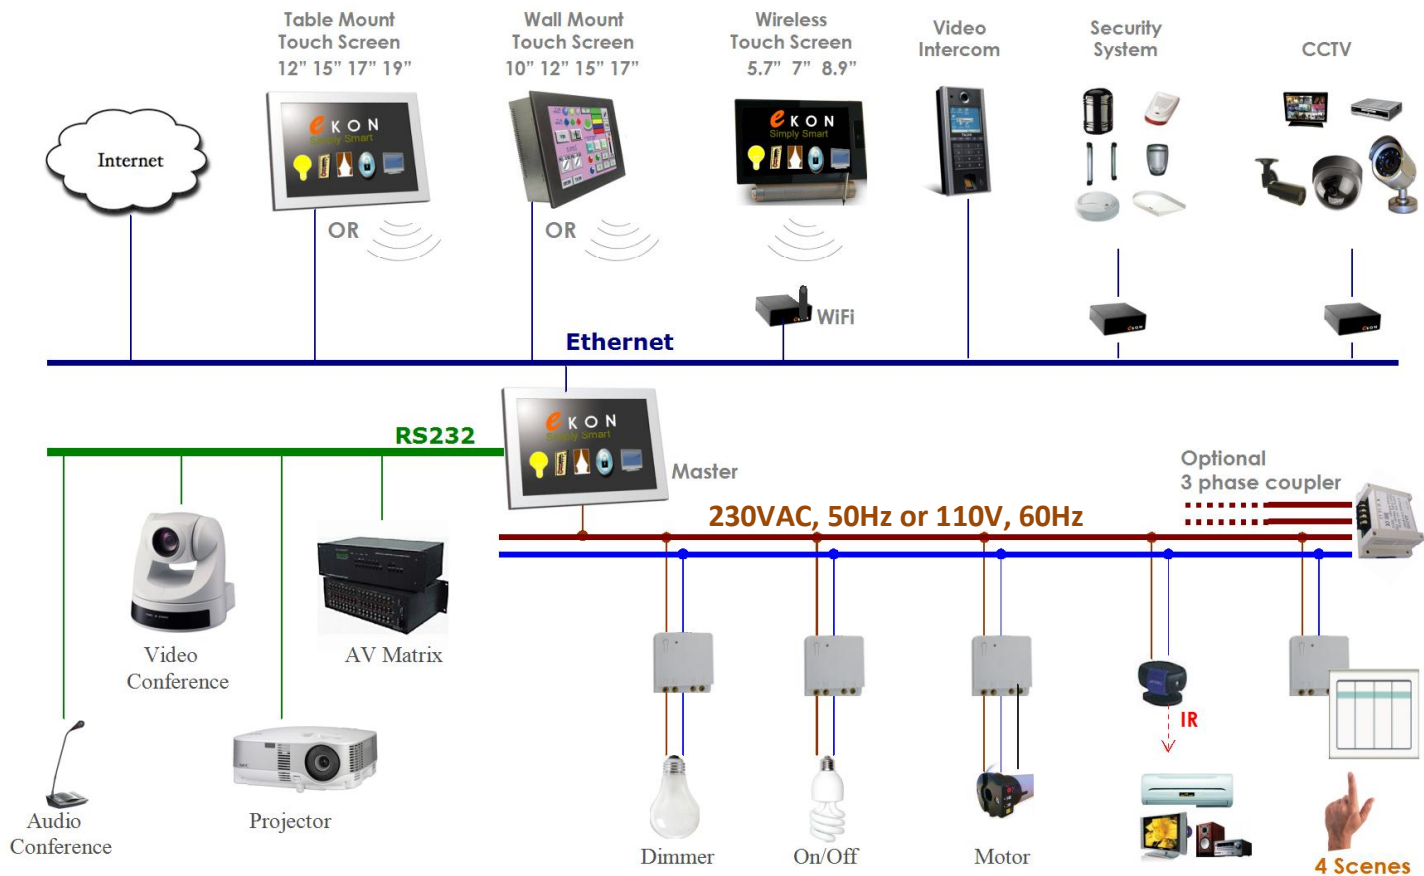 Table Mount
Touch Screen
12” 15” 17” 19”
Wall Mount
Touch Screen
10” 12” 15” 17”
Wireless
Touch Screen
5.7” 7” 8.9”
Video
Intercom
Security
System
CCTV
Internet
eKON
Simply Smart
eKON
Simply Smart
OR
OR
WiFi
eKON
eKON
eKON
Ethernet
RS232
eKON
Simply Smart
Master
Optional
3 phase coupler
230VAC, 50Hz or 110V, 60Hz
Video
Conference
AV Matrix
IR
Audio
Conference
Projector
Dimmer
On/Off
Motor
4 Scenes